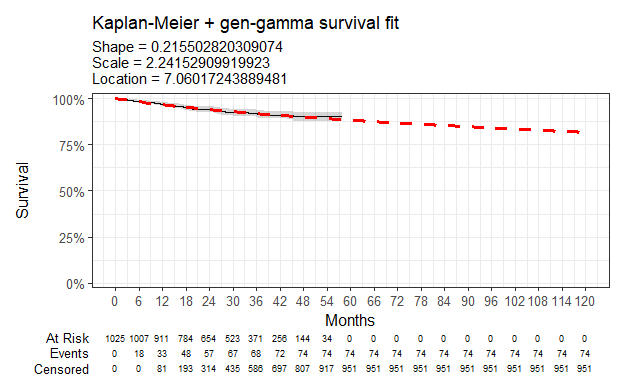 Kaplan-Meier + gen-gamma survival fit
Shape = 0.215502820309074
Scale = 2.24152909919923
Location = 7.06017243889481
100%
75%
50%
25%
0%
Survival
0 6 12 18 24 30 36 42 48 54 60 66 72 78 84 90 96 102 108 114 120
Months
At Risk 1025 1007 911 784 654 523 371 256 144 34 0 0 0 0 0 0 0 0 0 0 0
Events 0 18 33 48 57 67 68 72 74 74 74 74 74 74 74 74 74 74 74 74 74
Censored 0 0 81 193 314 435 586 697 807 917 951 951 951 951 951 951 951 951 951 951 951